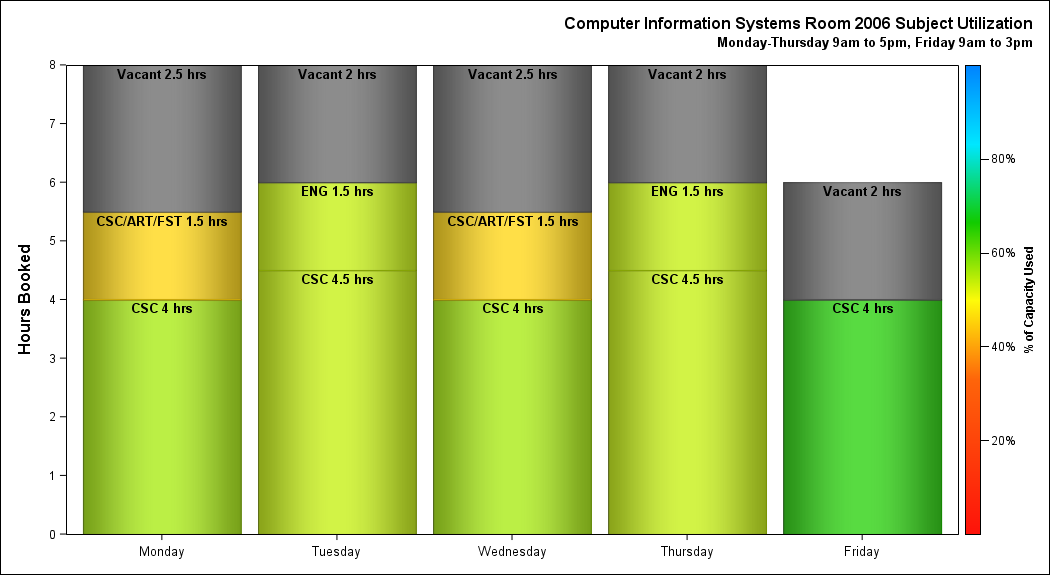 Computer Information Systems Room 2006 Subject Utilization
Monday-Thursday 9am to 5pm, Friday 9am to 3pm
Hours Booked
8
7
6
5
4
3
2
1
0
Vacant 2.5 hrs
CSC/ART/FST 1.5 hrs
CSC 4 hrs
Vacant 2 hrs
ENG 1.5 hrs
CSC 4.5 hrs
Vacant 2.5 hrs
CSC/ART/FST 1.5 hrs
CSC 4 hrs
Vacant 2 hrs
ENG 1.5 hrs
CSC 4.5 hrs
Vacant 2 hrs
CSC 4 hrs
Monday
Tuesday
Wednesday
Thursday
Friday
80%
60%
40%
20%
% of Capacity Used